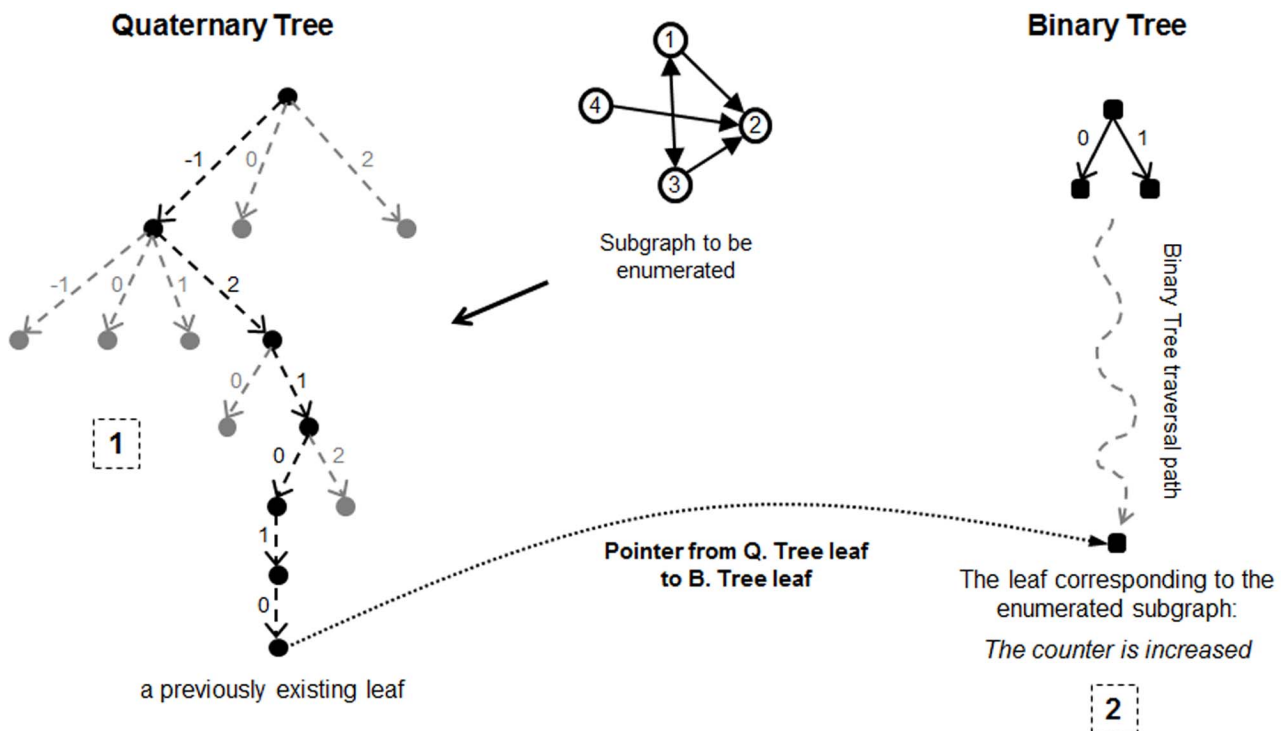 Quaternary Tree
Binary Tree
1
4
2
3
-1
0
2
0
1
Subgraph to be
enumerated
-1
0
1
2
0
1
1
0
2
1
0
Binary Tree traversal path
Pointer from Q. Tree leaf
to B. Tree leaf
The leaf corresponding to the
enumerated subgraph:
The counter is increased
a previously existing leaf
2